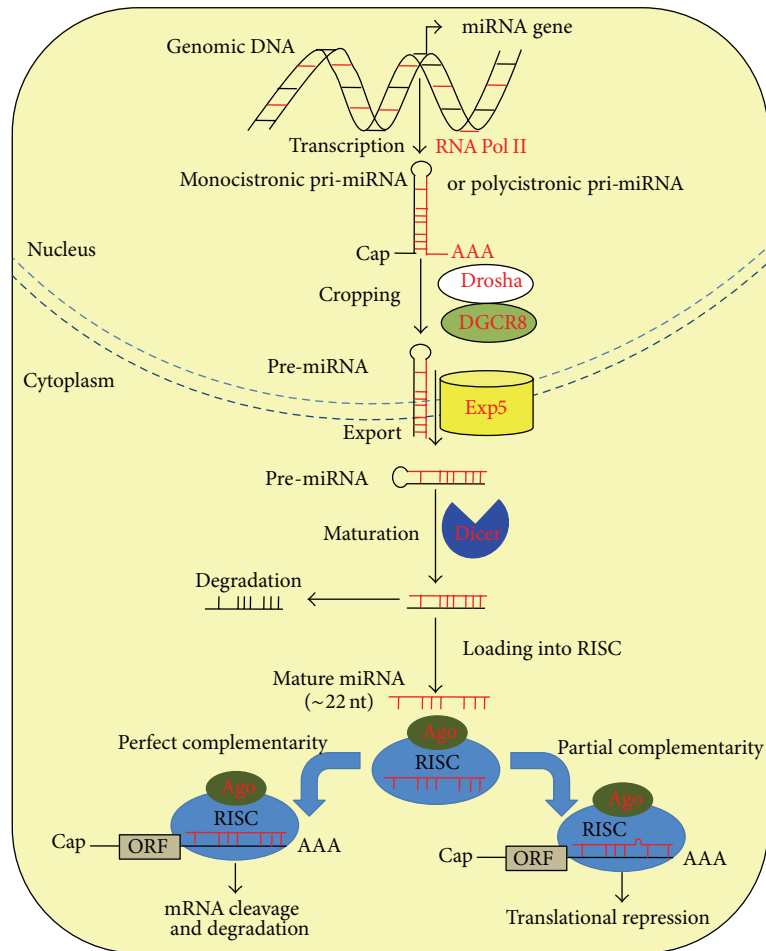 miRNA gene
Genomic DNA
Transcription
RNA Pol II
Monocistronic pri-miRNA
or polycistronic pri-miRNA
Nucleus
Cap
AAA
Drosha
Cropping
DGCR8
Pre-miRNA
Cytoplasm
Exp5
Export
Pre-miRNA
Maturation
Dicer
Degradation
Loading into RISC
Mature miRNA
(~22 nt)
Perfect complementarity
Ago
RISC
Partial complementarity
Ago
RISC
Cap
ORF
AAA
Ago
RISC
Cap
ORF
AAA
mRNA cleavage
and degradation
Translational repression